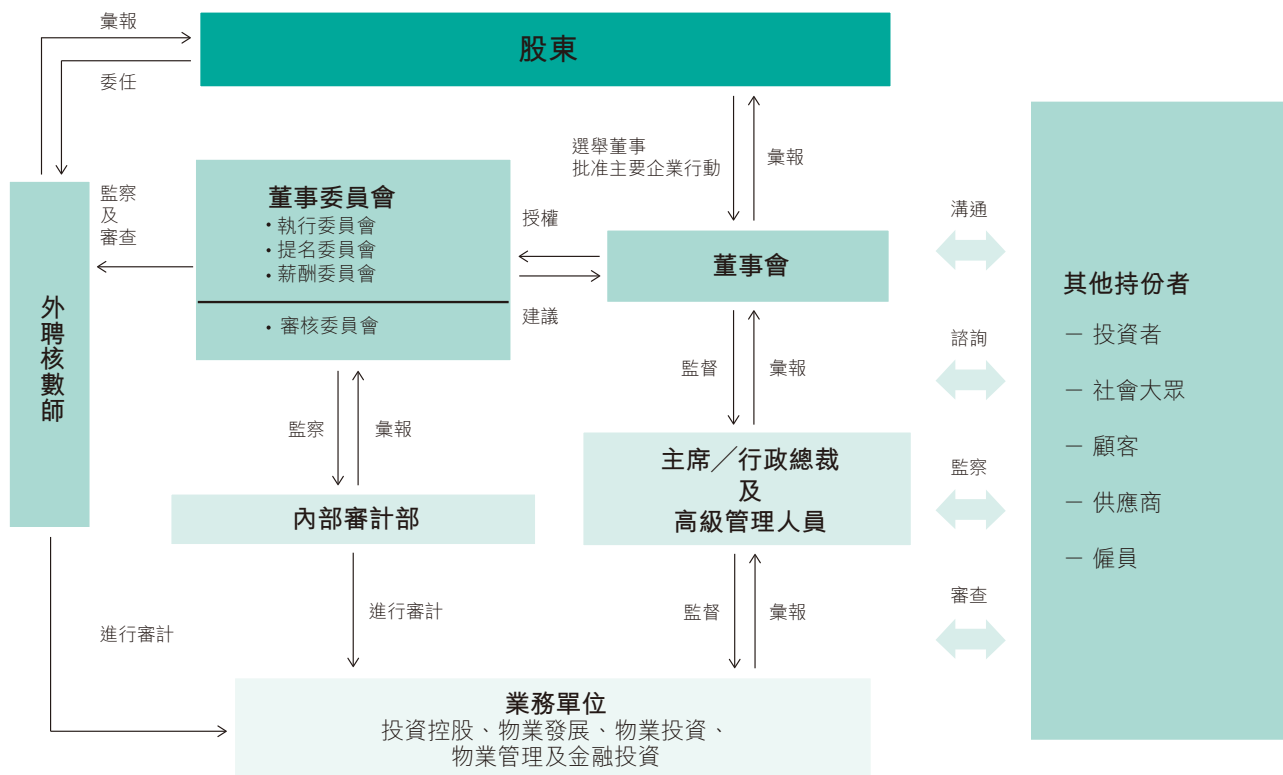 彙報
股東
委任
選舉董事
批准主要企業行動
彙報
監察
及
審查
董事委員會
•執行委員會
•提名委員會
•薪酬委員會
•審核委員會
授權
建議
董事會
溝通
諮詢
監察
審查
其他持份者
－ 投資者
－ 社會大眾
－ 顧客
－ 供應商
－ 僱員
外聘核數師
監察
彙報
監督
彙報
主席／行政總裁
及
高級管理人員
內部審計部
進行審計
進行審計
監督
彙報
業務單位
投資控股、物業發展、物業投資、
物業管理及金融投資